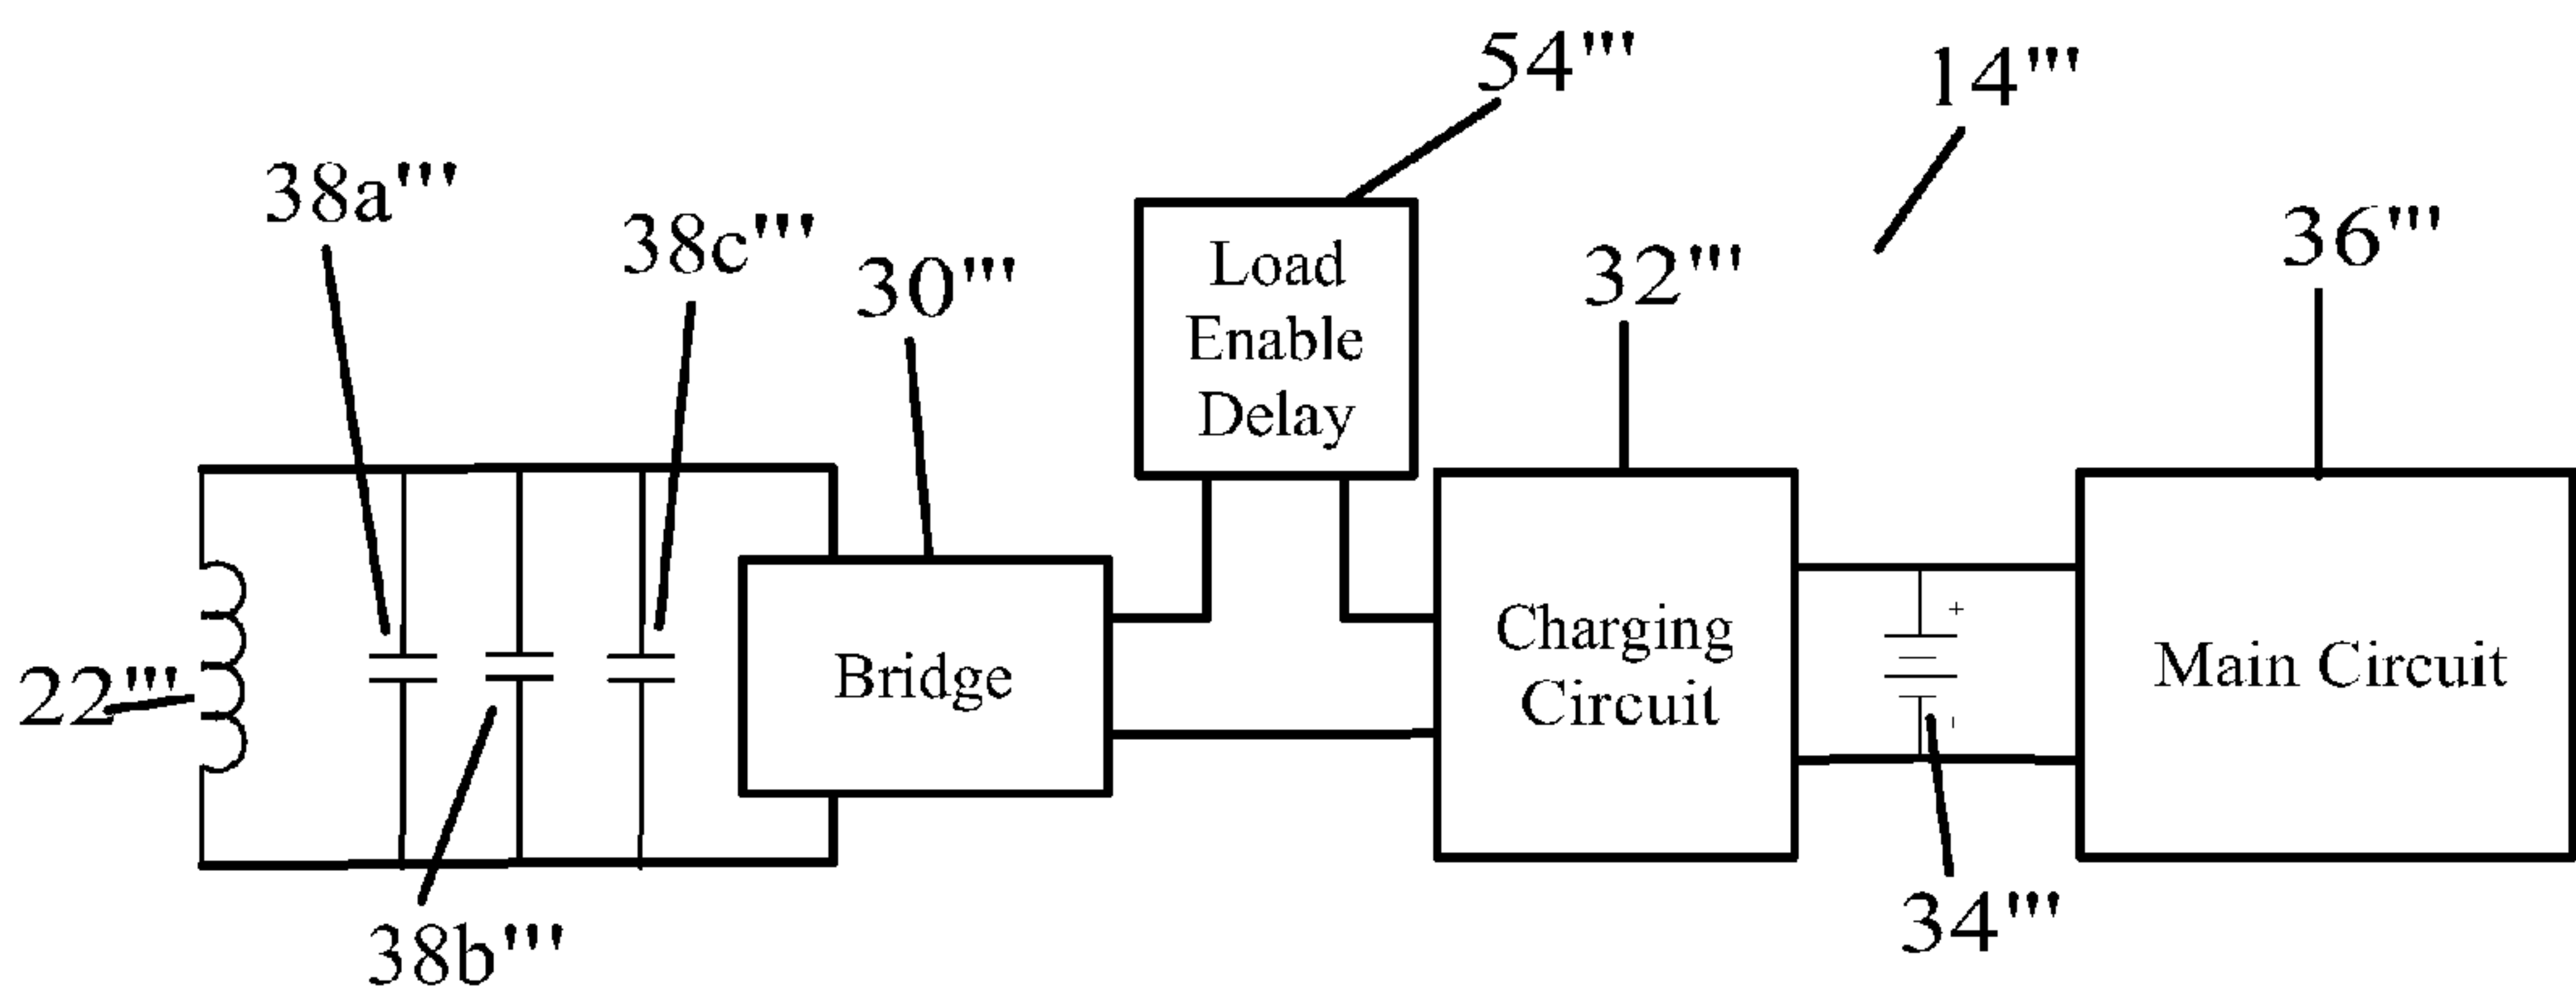 54'''
14'''
38a'''
38c'''
30'''
32'''
36'''
Load
Enable
Delay
22'''
Bridge
Charging
Circuit
+
-
Main Circuit
38b'''
34'''